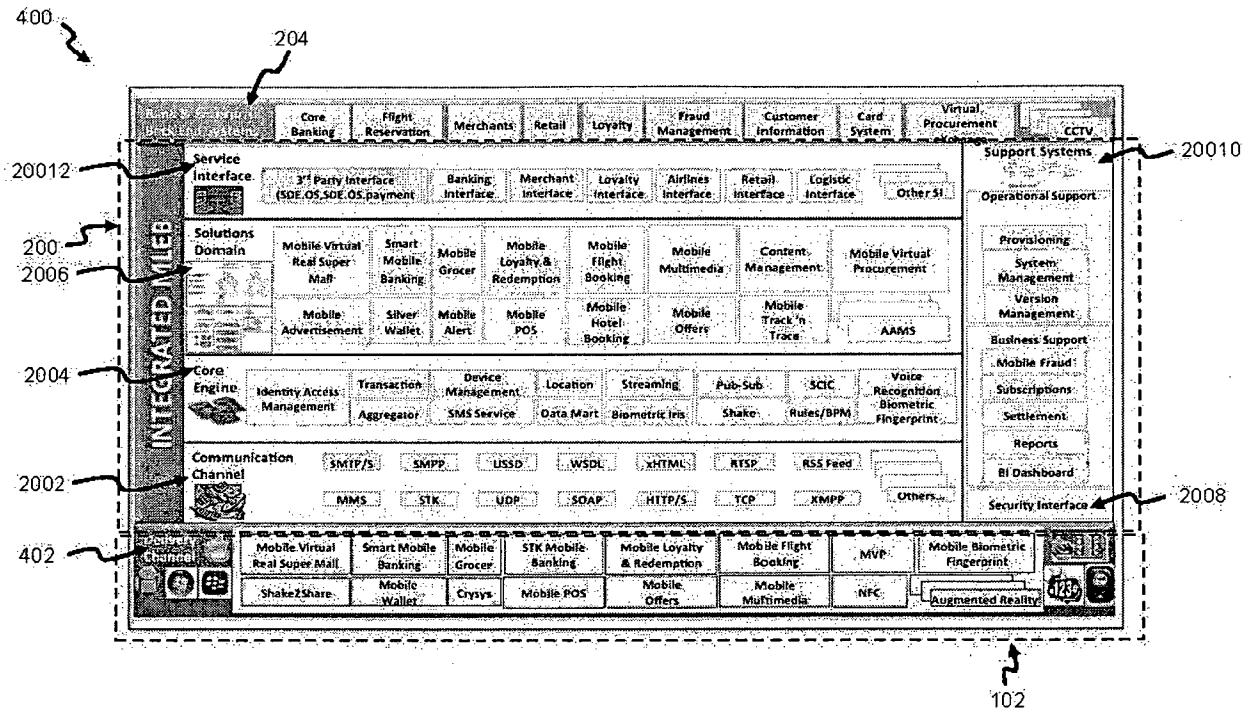 400
204
Core Banking
Flight Reservation
Merchants
Retail
Loyalty
Fraud Management
Customer Information
Card System
Virtual Procurement
CCTV
20012
Service Interface
3rd Party Interface
(SOE.OS,SOE.OS.payment
Banking Interface
Merchant Interface
Loyalty Interface
Airlines Interface
Retail Interface
Logistic Interface
Other SI
Support Systems
20010
Operational Support
Provisioning
System Management
Version Management
Business Support
Mobile Fraud
Subscriptions
Settlement
Reports
BI Dashboard
Security Interface
2008
INTEGRATED MLEB
200
2006
Solutions Domain
Mobile Virtual Real Super Mall
Smart Mobile Banking
Mobile Grocer
Mobile Loyalty & Redemption
Mobile Flight Booking
Mobile Multimedia
Content Management
Mobile Virtual Procurement
Mobile Advertisement
Silver Wallet
Mobile Alert
Mobile POS
Mobile Hotel Booking
Mobile Offers
Mobile Track 'n Trace
AAMS
2004
Core Engine
Identity Access Management
Transaction
Device Management
Location
Streaming
Pub-Sub
SCIC
Voice Recognition
Aggregator
SMS Service
Data Mart
Biometric Iris
Shake
Rules/BPM
Biometric Fingerprint
2002
Communication Channel
SMTP/S
SMPP
USSD
WSDL
xHTML
RTSP
RSS Feed
MMS
STK
UDP
SOAP
HTTP/S
TCP
XMPP
Others...
402
Mobile Virtual Real Super Mall
Smart Mobile Banking
Mobile Grocer
STK Mobile Banking
Mobile Loyalty & Redemption
Mobile Flight Booking
MVP
Mobile Biometric Fingerprint
Shake2Share
Mobile Wallet
Crysys
Mobile POS
Mobile Offers
Mobile Multimedia
NFC
Augmented Reality
102